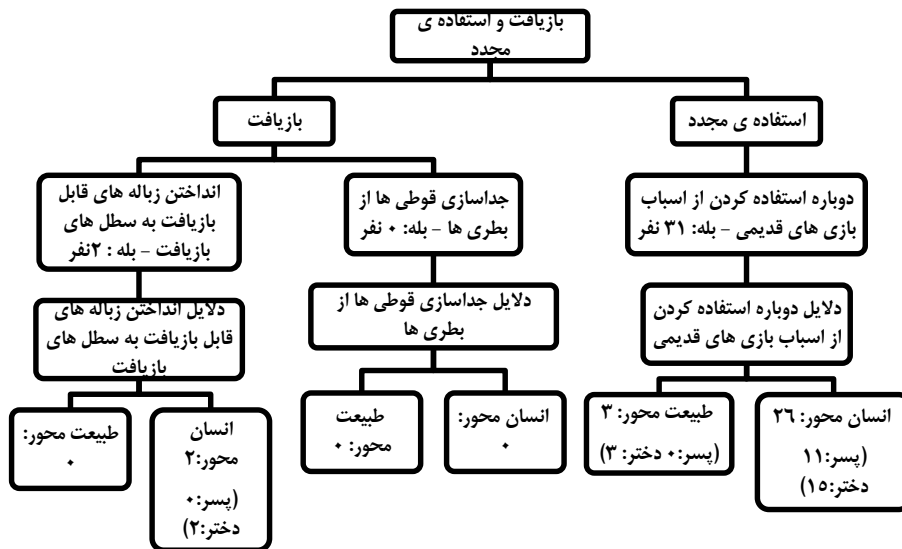 بازیافت و استفاده ی
مجدد
استفاده ی مجدد
بازیافت
دوباره استفاده کردن از اسباب
بازی های قدیمی – بله: ۳۱ نفر
جداسازی قوطی ها از
بطری ها – بله: ۰ نفر
انداختن زباله های قابل
بازیافت به سطل های
بازیافت – بله : ۲نفر
دلایل دوباره استفاده کردن
از اسباب بازی های قدیمی
دلایل جداسازی قوطی ها از
بطری ها
دلایل انداختن زباله های
قابل بازیافت به سطل های
بازیافت
انسان محور: ۲۶
(پسر: ۱۱
دختر:۱۵)
طبیعت محور: ۳
(پسر:۰ دختر: ۳)
انسان محور:
۰
طبیعت
محور: ۰
انسان
محور:۲
(پسر:۰
دختر:۲)
طبیعت محور:
۰